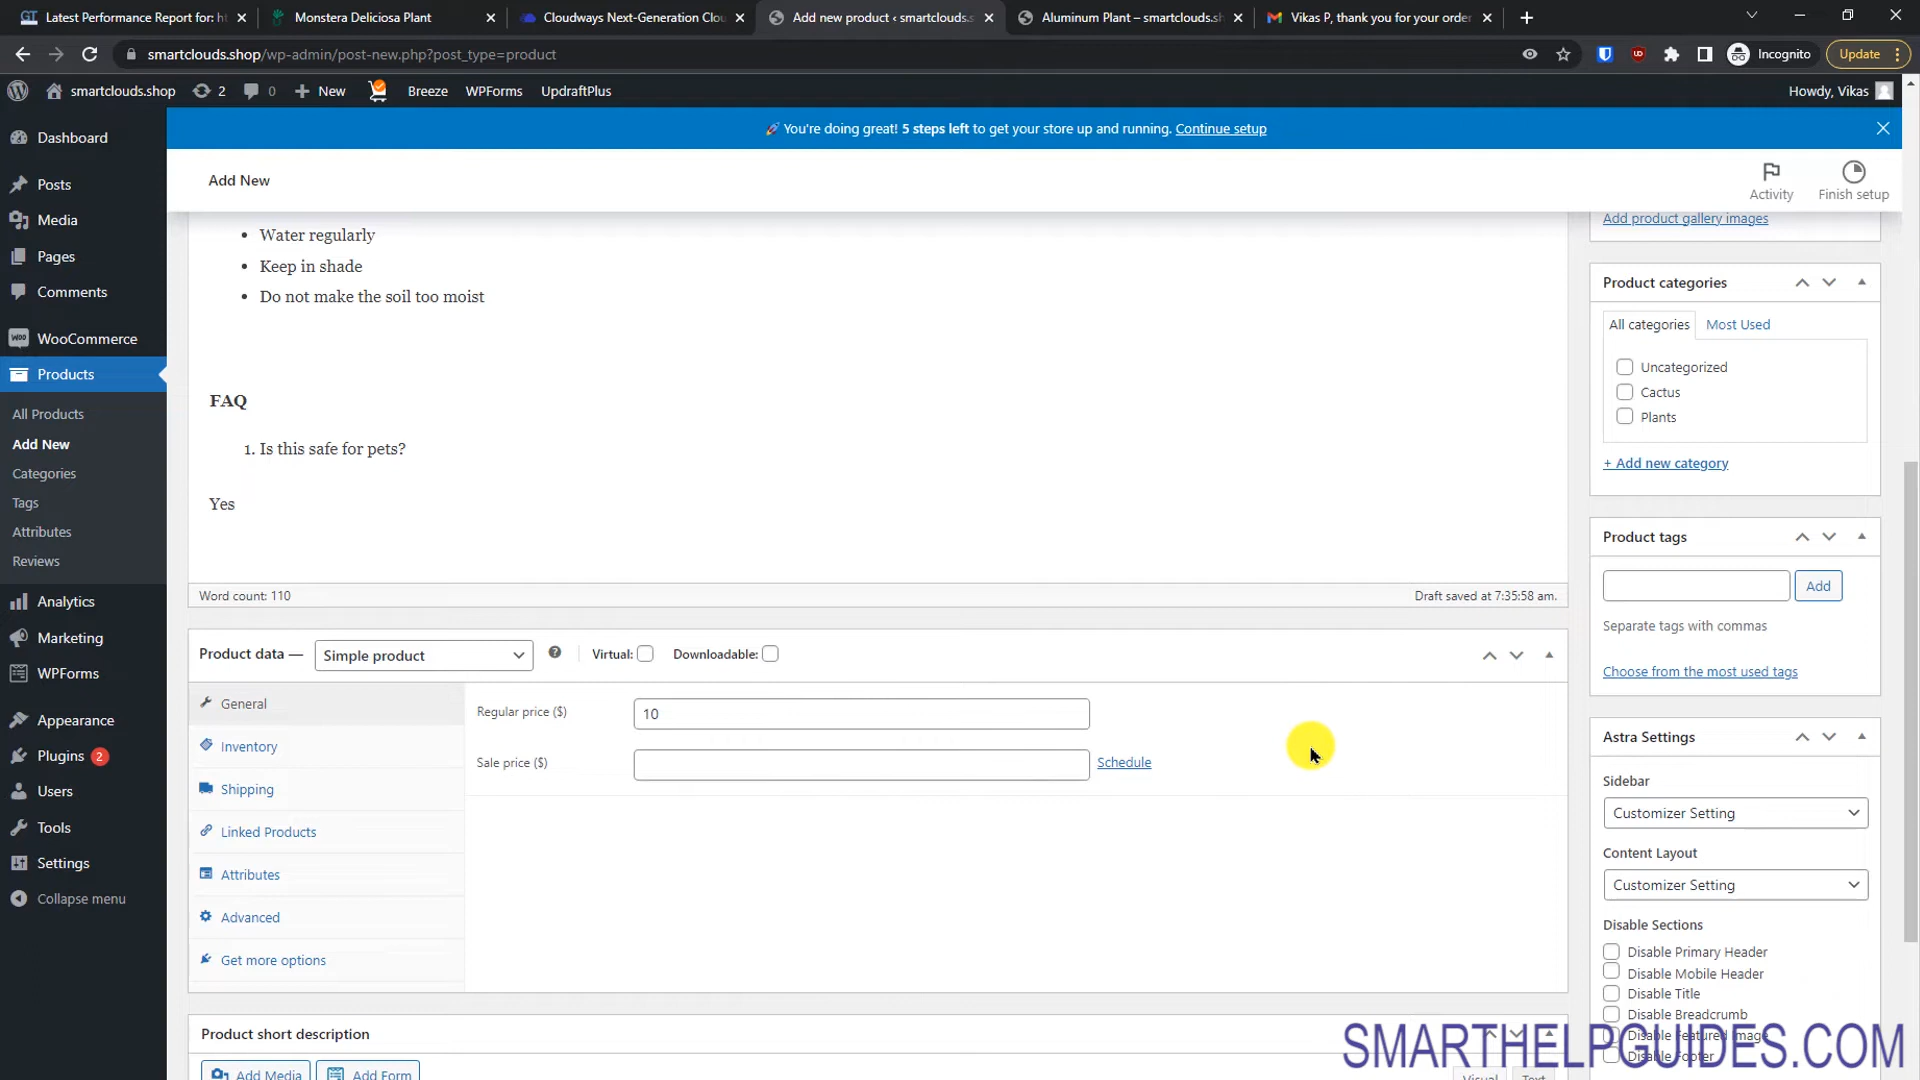 Latest Performance Report for: ht
Monstera Deliciosa Plant
Cloudways Next-Generation Clou
Add new product ‹ smartclouds.s
Aluminum Plant – smartclouds.sh
Vikas P, thank you for your order
smartclouds.shop/wp-admin/post-new.php?post_type=product
Incognito
Update
smartclouds.shop
2
0
New
Breeze
WPForms
UpdraftPlus
Howdy, Vikas
Dashboard
Posts
Media
Pages
Comments
WooCommerce
Products
All Products
Add New
Categories
Tags
Attributes
Reviews
Analytics
Marketing
WPForms
Appearance
Plugins 2
Users
Tools
Settings
Collapse menu
🚀 You're doing great! 5 steps left to get your store up and running. Continue setup
Add New
Activity
Finish setup
• Water regularly
• Keep in shade
• Do not make the soil too moist
FAQ
1. Is this safe for pets?
Yes
Word count: 110
Draft saved at 7:35:58 am.
Product data —
Simple product
Virtual:
Downloadable:
General
Inventory
Shipping
Linked Products
Attributes
Advanced
Get more options
Regular price ($)
10
Sale price ($)
Schedule
Product short description
Add Media
Add Form
Visual
Text
Add product gallery images
Product categories
All categories
Most Used
Uncategorized
Cactus
Plants
+ Add new category
Product tags
Add
Separate tags with commas
Choose from the most used tags
Astra Settings
Sidebar
Customizer Setting
Content Layout
Customizer Setting
Disable Sections
Disable Primary Header
Disable Mobile Header
Disable Title
Disable Breadcrumb
Disable Featured Image
Disable Footer
SMARTHELPGUIDES.COM